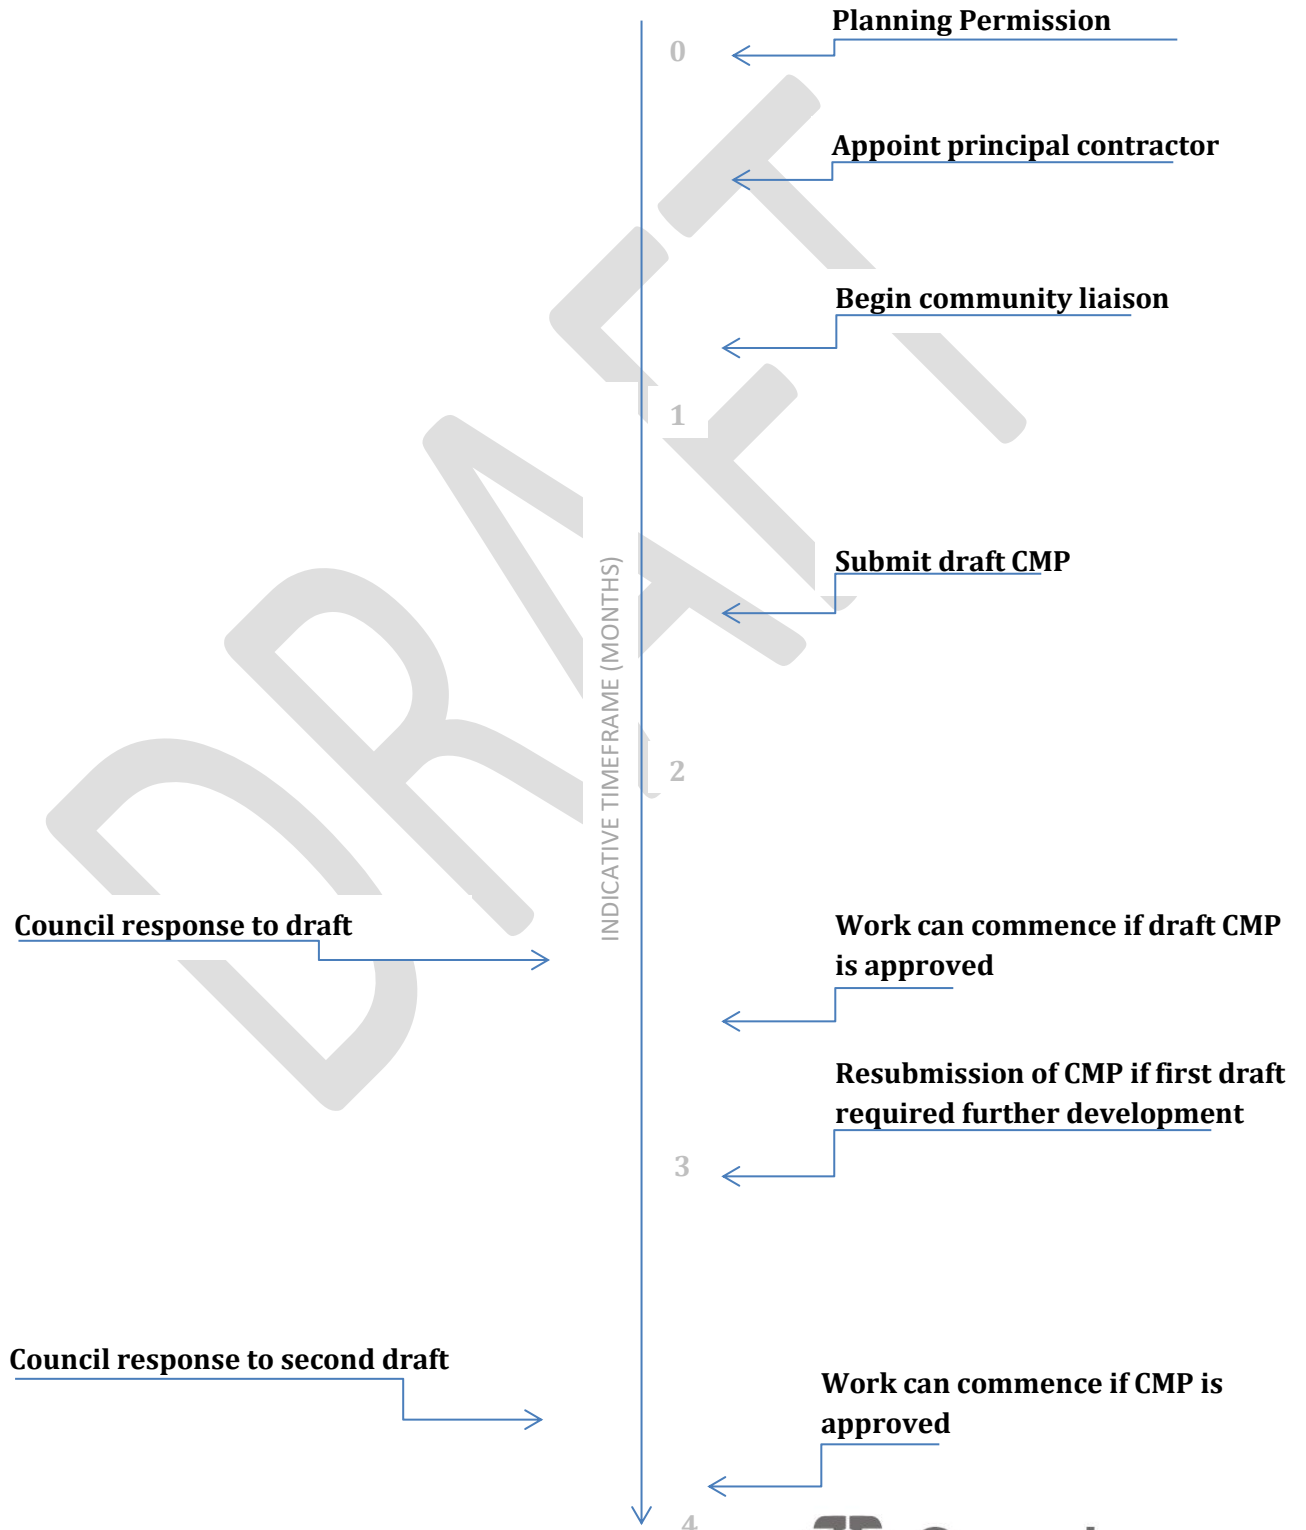 Planning Permission
0
Appoint principal contractor
Begin community liaison
1
Submit draft CMP
INDICATIVE TIMEFRAME (MONTHS)
2
Council response to draft
Work can commence if draft CMP
is approved
Resubmission of CMP if first draft
required further development
3
Council response to second draft
Work can commence if CMP is
approved
4
DRAFT